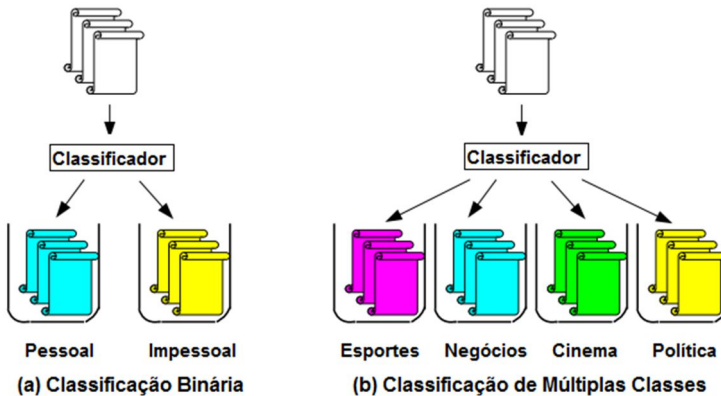 Classificador
Pessoal
Impessoal
(a) Classificação Binária
Classificador
Esportes
Negócios
Cinema
Política
(b) Classificação de Múltiplas Classes